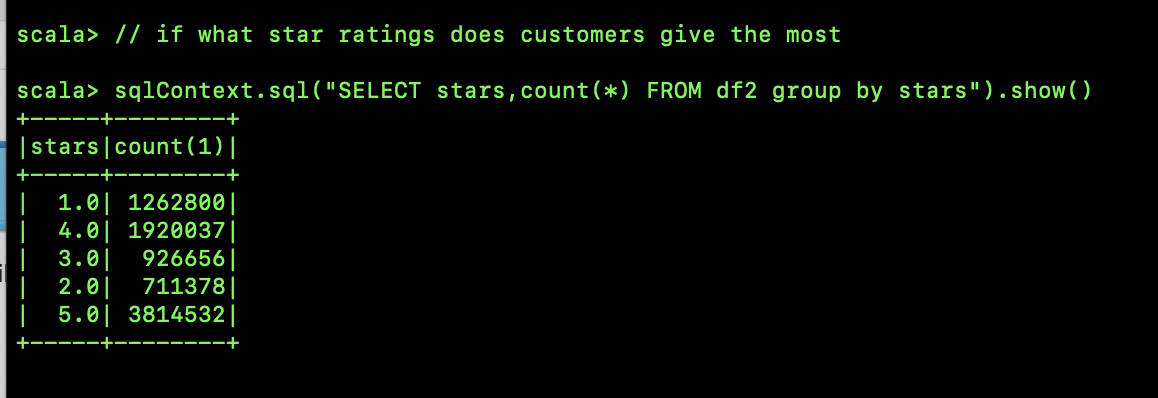 scala> // if what star ratings does customers give the most
scala> sqlContext.sql("SELECT stars,count(*) FROM df2 group by stars").show()
+-----+--------+
|stars|count(1)|
+-----+--------+
|  1.0| 1262800|
|  4.0| 1920037|
|  3.0|  926656|
|  2.0|  711378|
|  5.0| 3814532|
+-----+--------+